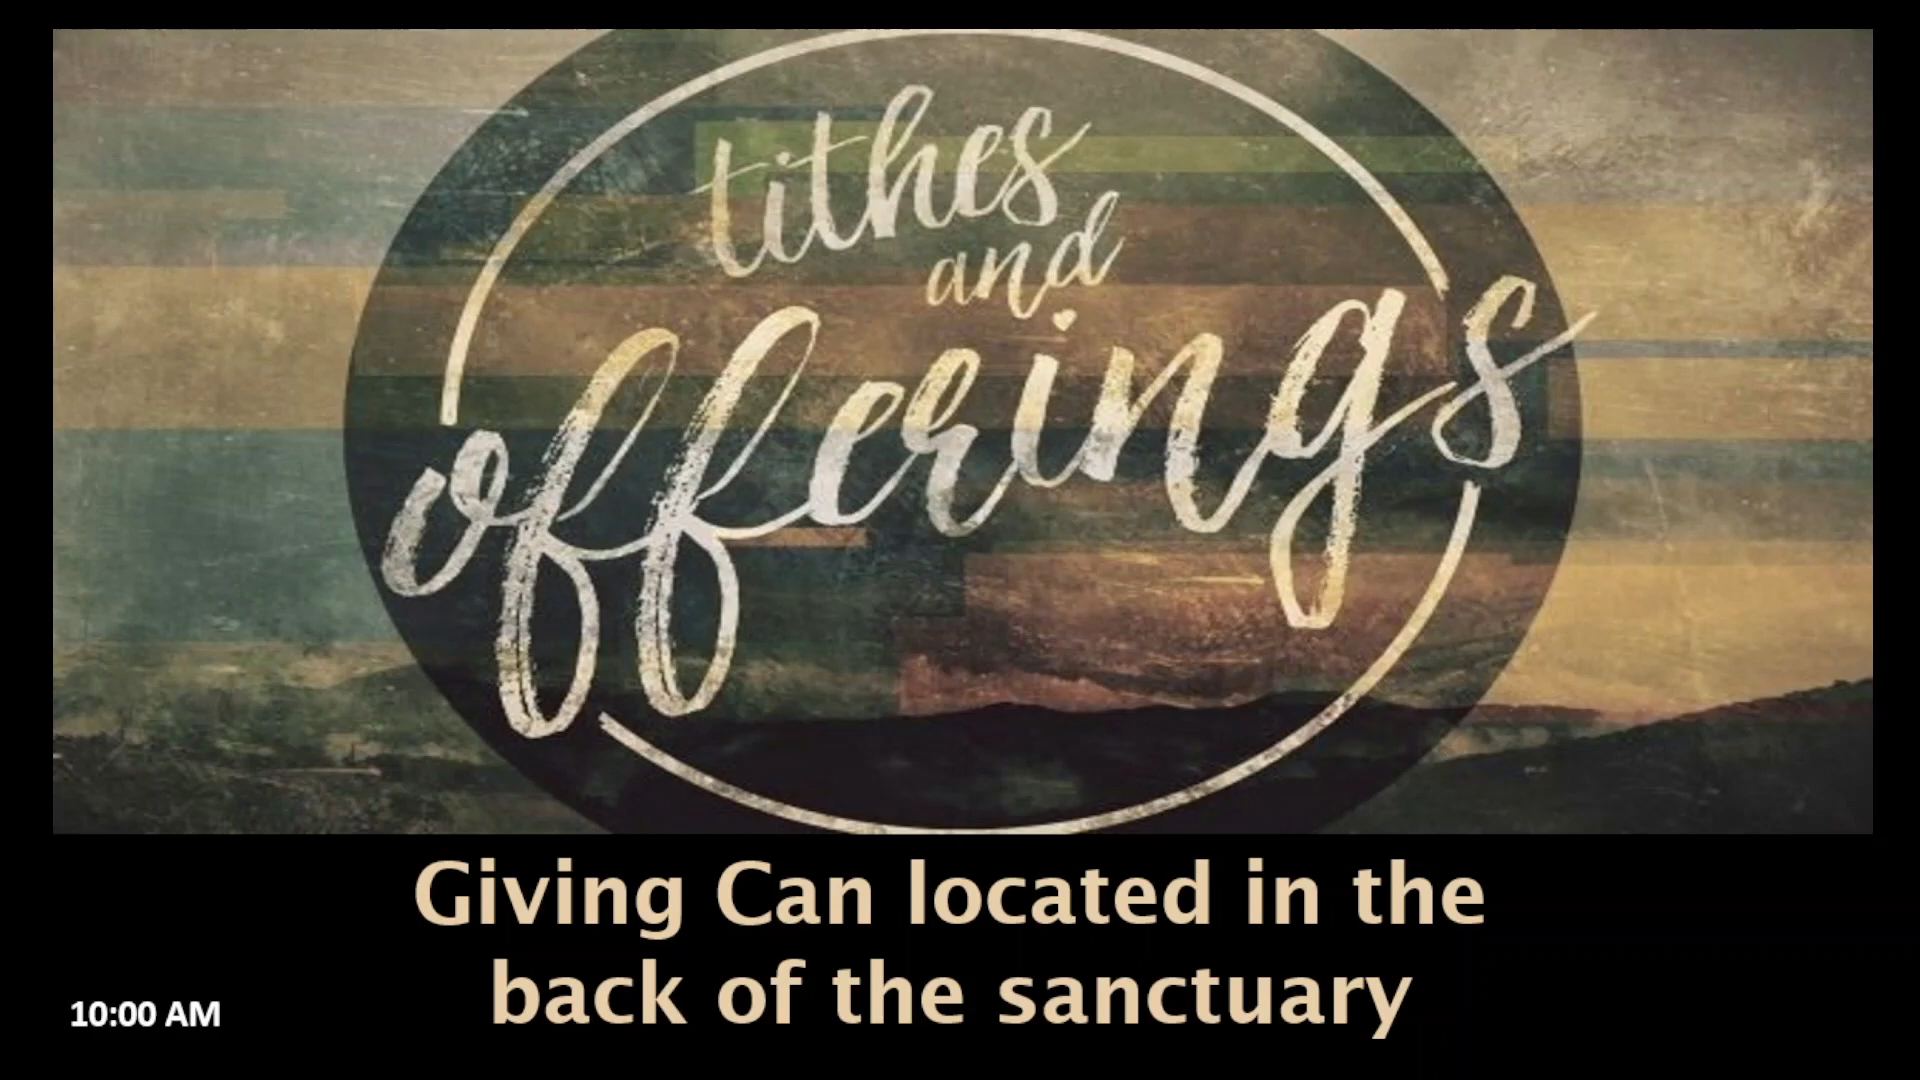 tithes
and
offerings
Giving Can located in the
back of the sanctuary
10:00 AM